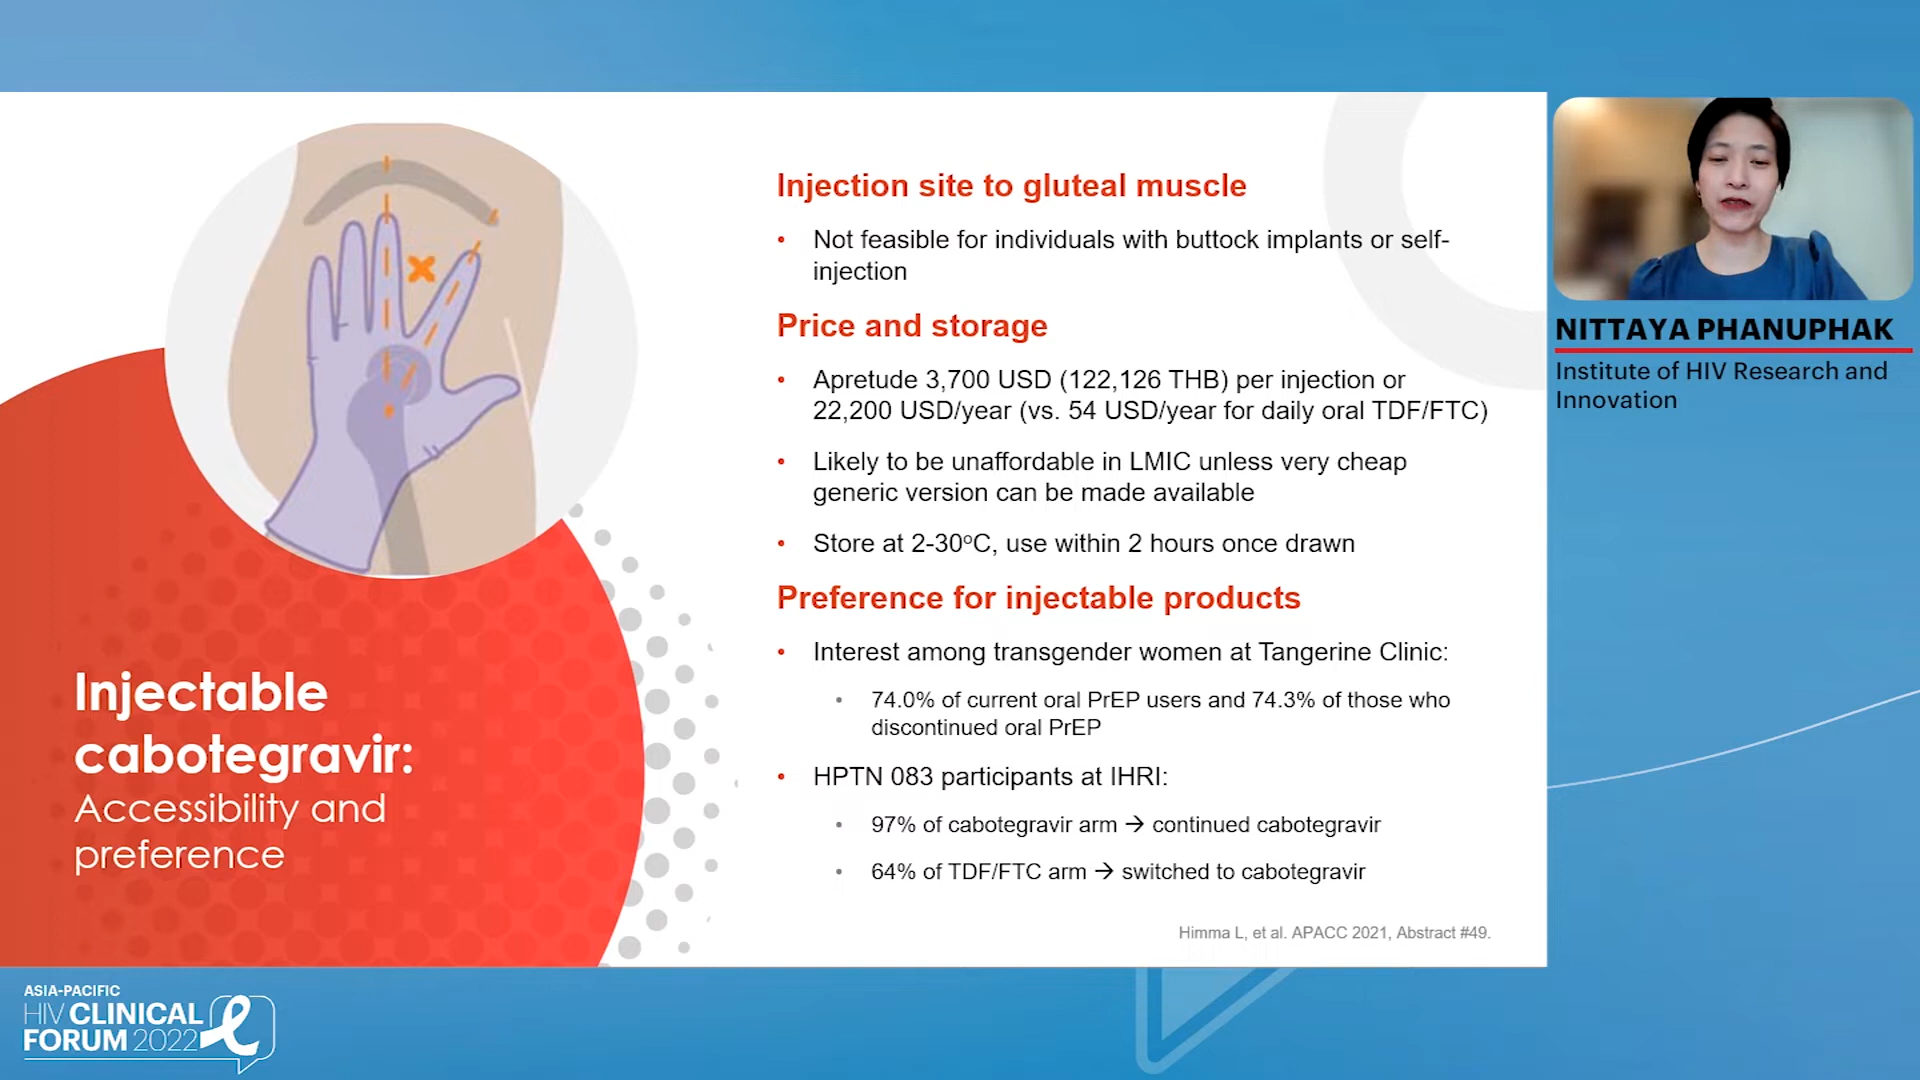 Injection site to gluteal muscle
• Not feasible for individuals with buttock implants or self-
injection
Price and storage
• Apretude 3,700 USD (122,126 THB) per injection or
22,200 USD/year (vs. 54 USD/year for daily oral TDF/FTC)
• Likely to be unaffordable in LMIC unless very cheap
generic version can be made available
• Store at 2-30°C, use within 2 hours once drawn
Preference for injectable products
• Interest among transgender women at Tangerine Clinic:
• 74.0% of current oral PrEP users and 74.3% of those who
discontinued oral PrEP
• HPTN 083 participants at IHRI:
• 97% of cabotegravir arm → continued cabotegravir
• 64% of TDF/FTC arm → switched to cabotegravir
Himma L, et al. APACC 2021, Abstract #49.
Injectable
cabotegravir:
Accessibility and
preference
NITTAYA PHANUPHAK
Institute of HIV Research and
Innovation
ASIA-PACIFIC
HIV CLINICAL
FORUM 2022